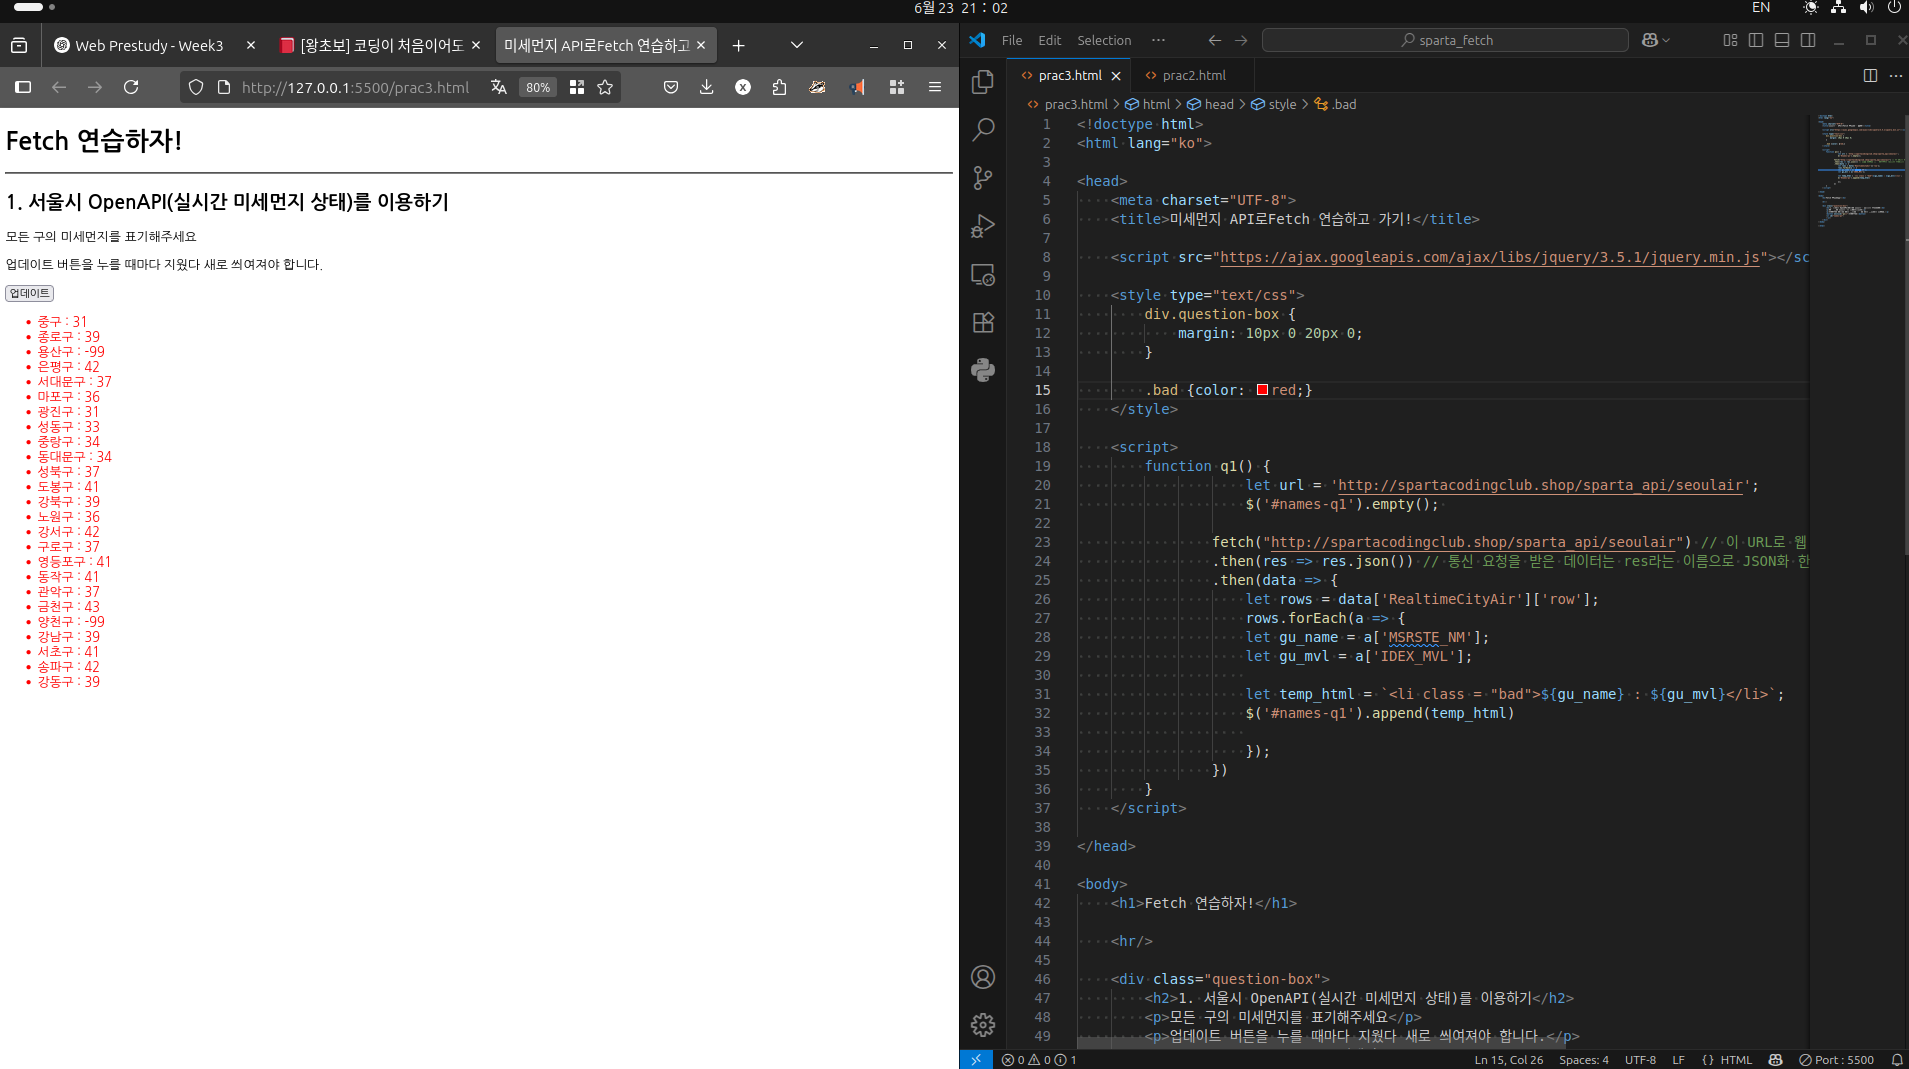 6월 23 21 : 02
EN
Web Prestudy - Week3
[왕초보] 코딩이 처음이어도
미세먼지 API로Fetch 연습하고
http://127.0.0.1:5500/prac3.html
80%
Fetch 연습하자!
1. 서울시 OpenAPI(실시간 미세먼지 상태)를 이용하기
모든 구의 미세먼지를 표기해주세요
업데이트 버튼을 누를 때마다 지웠다 새로 씌여져야 합니다.
업데이트
중구 : 31
종로구 : 39
용산구 : -99
은평구 : 42
서대문구 : 37
마포구 : 36
광진구 : 31
성동구 : 33
중랑구 : 34
동대문구 : 34
성북구 : 37
도봉구 : 41
강북구 : 39
노원구 : 36
강서구 : 42
구로구 : 37
영등포구 : 41
동작구 : 41
관악구 : 37
금천구 : 43
양천구 : -99
강남구 : 39
서초구 : 41
송파구 : 42
강동구 : 39
File Edit Selection ···
sparta_fetch
prac3.html
prac2.html
prac3.html > html > head > style > .bad
1 <!doctype html>
2 <html lang="ko">
3
4 <head>
5 <meta charset="UTF-8">
6 <title>미세먼지 API로Fetch 연습하고 가기!</title>
7
8 <script src="https://ajax.googleapis.com/ajax/libs/jquery/3.5.1/jquery.min.js"></sc
9
10 <style type="text/css">
11 div.question-box {
12 margin: 10px 0 20px 0;
13 }
14
15 .bad {color: red;}
16 </style>
17
18 <script>
19 function q1() {
20 let url = 'http://spartacodingclub.shop/sparta_api/seoulair';
21 $('#names-q1').empty();
22
23 fetch("http://spartacodingclub.shop/sparta_api/seoulair") // 이 URL로 웹
24 .then(res => res.json()) // 통신 요청을 받은 데이터는 res라는 이름으로 JSON화 한
25 .then(data => {
26 let rows = data['RealtimeCityAir']['row'];
27 rows.forEach(a => {
28 let gu_name = a['MSRSTE_NM'];
29 let gu_mvl = a['IDEX_MVL'];
30
31 let temp_html = `<li class = "bad">${gu_name} : ${gu_mvl}</li>`;
32 $('#names-q1').append(temp_html)
33
34 });
35 })
36 }
37 </script>
38
39 </head>
40
41 <body>
42 <h1>Fetch 연습하자!</h1>
43
44 <hr/>
45
46 <div class="question-box">
47 <h2>1. 서울시 OpenAPI(실시간 미세먼지 상태)를 이용하기</h2>
48 <p>모든 구의 미세먼지를 표기해주세요</p>
49 <p>업데이트 버튼을 누를 때마다 지웠다 새로 씌여져야 합니다.</p>
0 0 1
Ln 15, Col 26 Spaces: 4 UTF-8 LF {} HTML Port : 5500